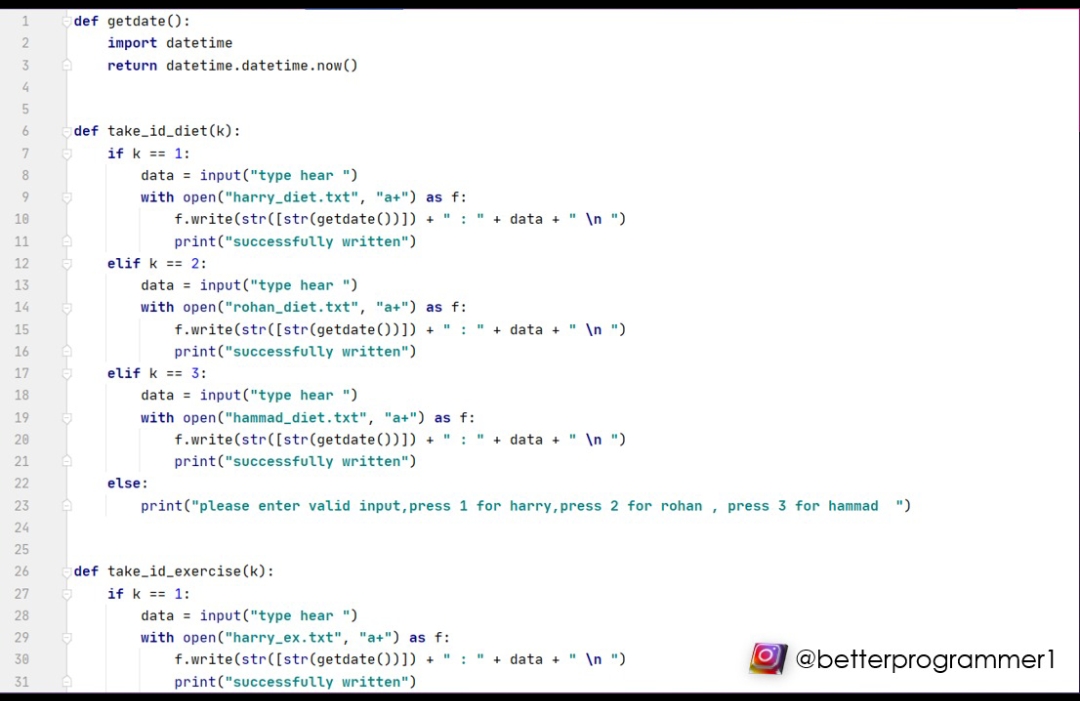 1 def getdate():
2     import datetime
3     return datetime.datetime.now()
4
5
6 def take_id_diet(k):
7     if k == 1:
8         data = input("type hear ")
9         with open("harry_diet.txt", "a+") as f:
10             f.write(str([str(getdate())]) + " : " + data + " \n ")
11             print("successfully written")
12     elif k == 2:
13         data = input("type hear ")
14         with open("rohan_diet.txt", "a+") as f:
15             f.write(str([str(getdate())]) + " : " + data + " \n ")
16             print("successfully written")
17     elif k == 3:
18         data = input("type hear ")
19         with open("hammad_diet.txt", "a+") as f:
20             f.write(str([str(getdate())]) + " : " + data + " \n ")
21             print("successfully written")
22     else:
23         print("please enter valid input,press 1 for harry,press 2 for rohan , press 3 for hammad  ")
24
25
26 def take_id_exercise(k):
27     if k == 1:
28         data = input("type hear ")
29         with open("harry_ex.txt", "a+") as f:
30             f.write(str([str(getdate())]) + " : " + data + " \n ")
31             print("successfully written")
@betterprogrammer1